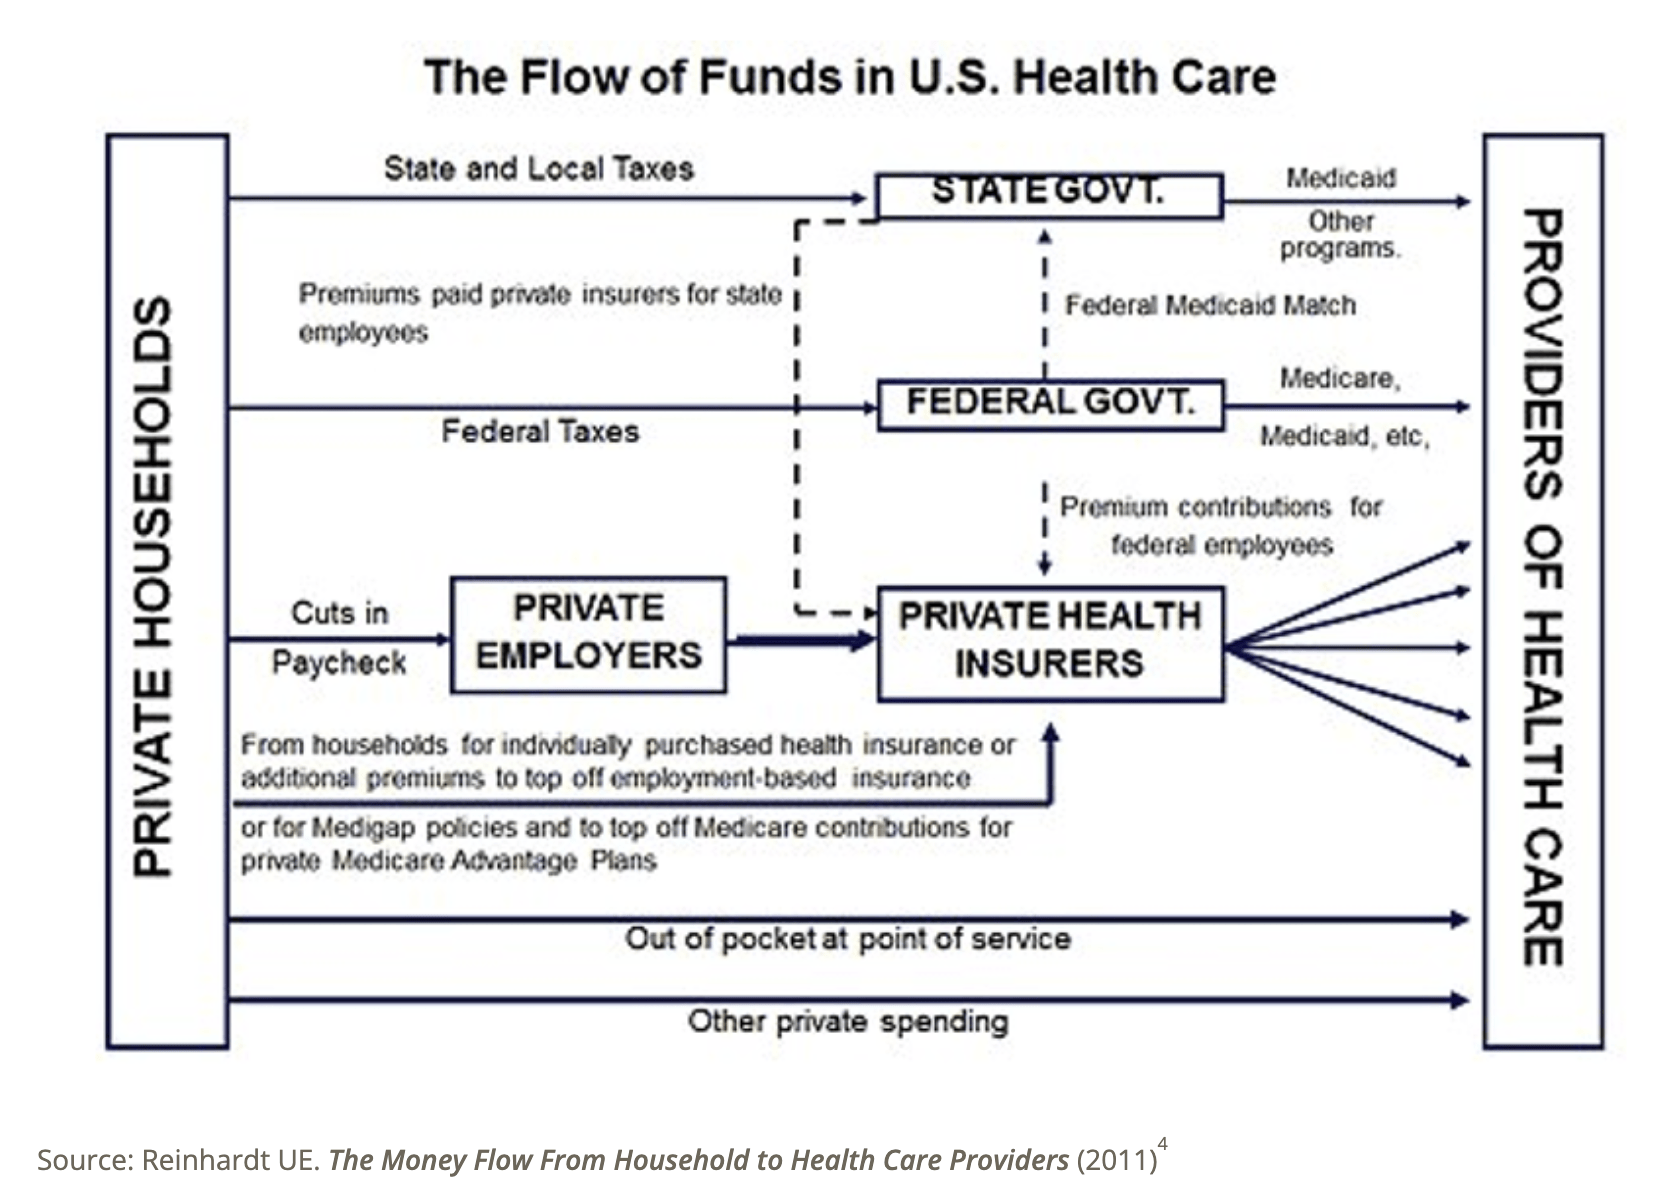 The Flow of Funds in U.S. Health Care
PRIVATE HOUSEHOLDS
State and Local Taxes
STATE GOVT.
Medicaid
Other
programs.
Premiums paid private insurers for state
employees
Federal Medicaid Match
Federal Taxes
FEDERAL GOVT.
Medicare,
Medicaid, etc,
Premium contributions for
federal employees
Cuts in
Paycheck
PRIVATE
EMPLOYERS
PRIVATE HEALTH
INSURERS
From households for individually purchased health insurance or
additional premiums to top off employment-based insurance
or for Medigap policies and to top off Medicare contributions for
private Medicare Advantage Plans
Out of pocket at point of service
Other private spending
PROVIDERS OF HEALTH CARE
Source: Reinhardt UE. The Money Flow From Household to Health Care Providers (2011)4